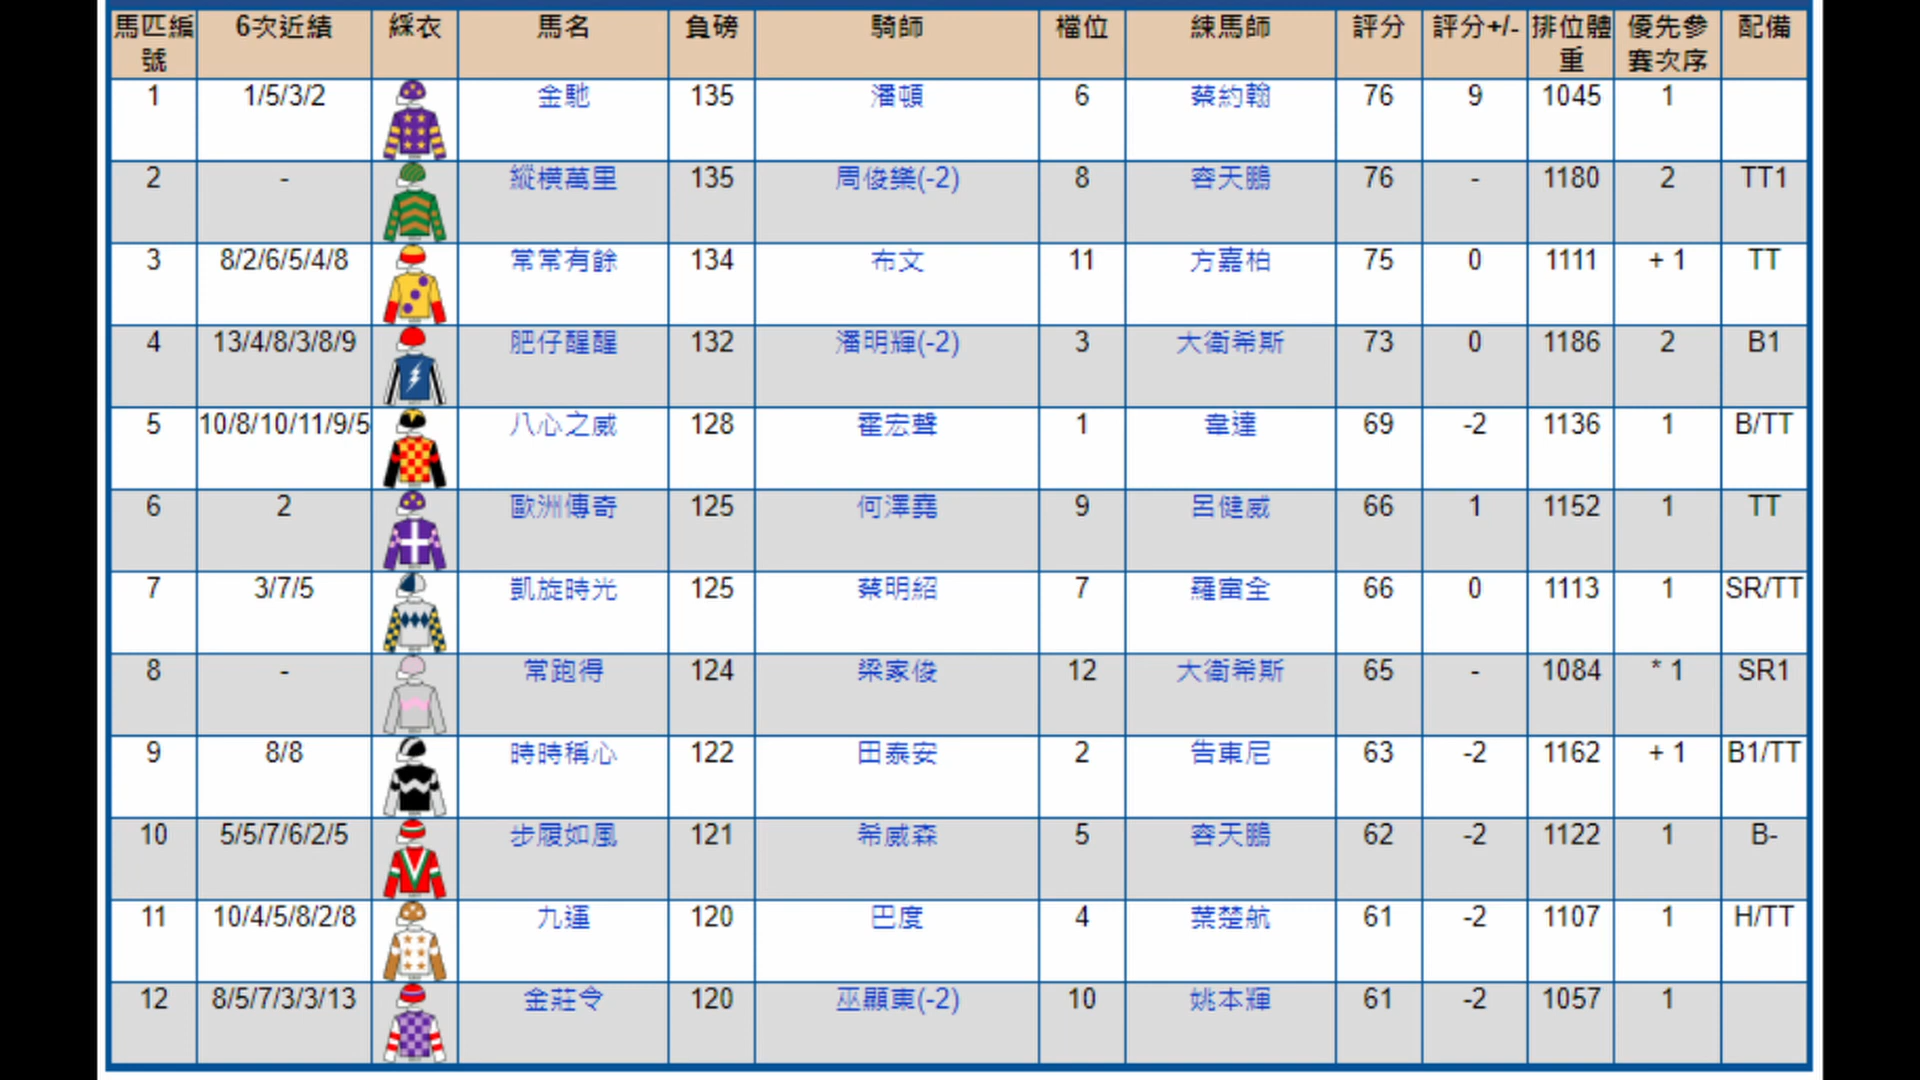 馬匹編號 6次近績 綵衣 馬名 負磅 騎師 檔位 練馬師 評分 評分+/- 排位體重 優先參賽次序 配備
1 1/5/3/2 金馳 135 潘頓 6 蔡約翰 76 9 1045 1
2 - 縱橫萬里 135 周俊樂(-2) 8 容天鵬 76 - 1180 2 TT1
3 8/2/6/5/4/8 常常有餘 134 布文 11 方嘉柏 75 0 1111 + 1 TT
4 13/4/8/3/8/9 肥仔醒醒 132 潘明輝(-2) 3 大衛希斯 73 0 1186 2 B1
5 10/8/10/11/9/5 八心之威 128 霍宏聲 1 韋達 69 -2 1136 1 B/TT
6 2 歐洲傳奇 125 何澤堯 9 呂健威 66 1 1152 1 TT
7 3/7/5 凱旋時光 125 蔡明紹 7 羅富全 66 0 1113 1 SR/TT
8 - 常跑得 124 梁家俊 12 大衛希斯 65 - 1084 * 1 SR1
9 8/8 時時稱心 122 田泰安 2 告東尼 63 -2 1162 + 1 B1/TT
10 5/5/7/6/2/5 步履如風 121 希威森 5 容天鵬 62 -2 1122 1 B-
11 10/4/5/8/2/8 九運 120 巴度 4 葉楚航 61 -2 1107 1 H/TT
12 8/5/7/3/3/13 金莊令 120 巫顯東(-2) 10 姚本輝 61 -2 1057 1